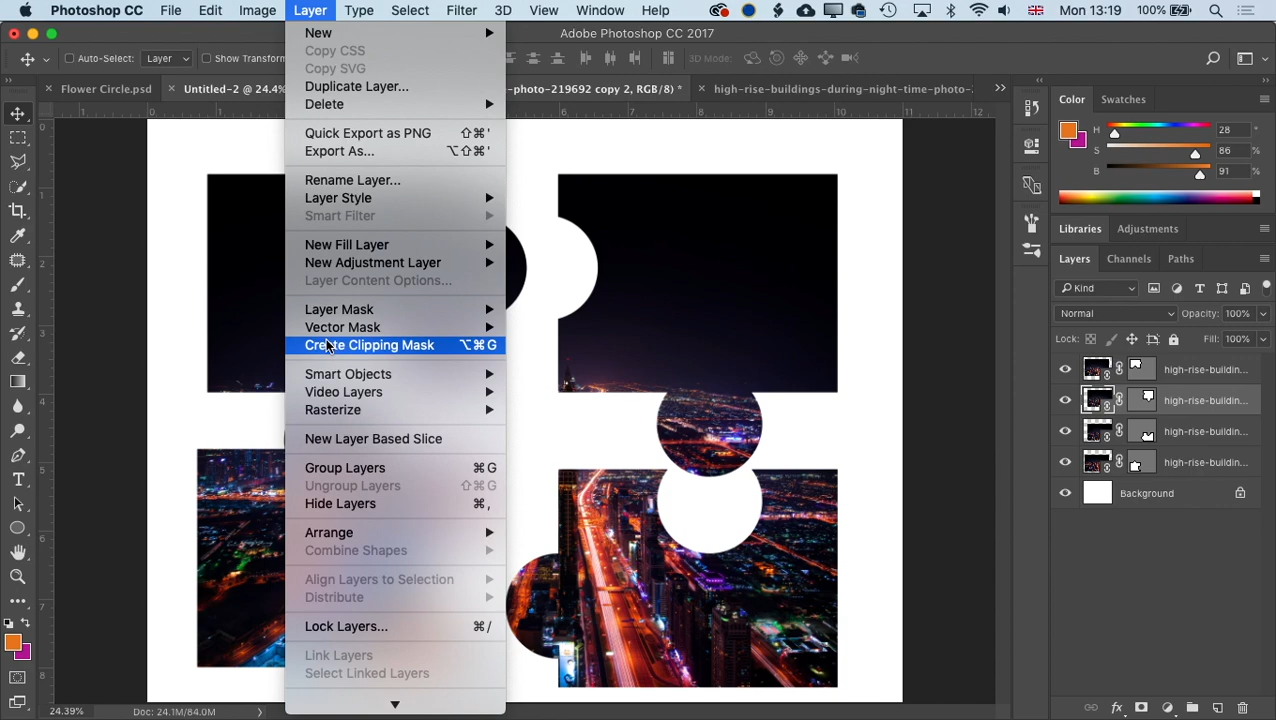 Photoshop CC File Edit Image Layer Type Select Filter 3D View Window Help 100% Mon 13:19
Adobe Photoshop CC 2017
Auto-Select: Layer Show Transform 3D Mode:
Flower Circle.psd Untitled-2 @ 24.4% -photo-219692 copy 2, RGB/8) * high-rise-buildings-during-night-time-photo-2
New
Copy CSS
Copy SVG
Duplicate Layer...
Delete
Quick Export as PNG ⇧⌘'
Export As... ⌥⇧⌘'
Rename Layer...
Layer Style
Smart Filter
New Fill Layer
New Adjustment Layer
Layer Content Options...
Layer Mask
Vector Mask
Create Clipping Mask ⌥⌘G
Smart Objects
Video Layers
Rasterize
New Layer Based Slice
Group Layers ⌘G
Ungroup Layers ⇧⌘G
Hide Layers ⌘,
Arrange
Combine Shapes
Align Layers to Selection
Distribute
Lock Layers... ⌘/
Link Layers
Select Linked Layers
Color Swatches
H 28 °
S 86 %
B 91 %
Libraries Adjustments
Layers Channels Paths
Kind
Normal Opacity: 100%
Lock: Fill: 100%
high-rise-buildin...
high-rise-buildin...
high-rise-buildin...
high-rise-buildin...
Background
24.39% Doc: 24.1M/84.0M